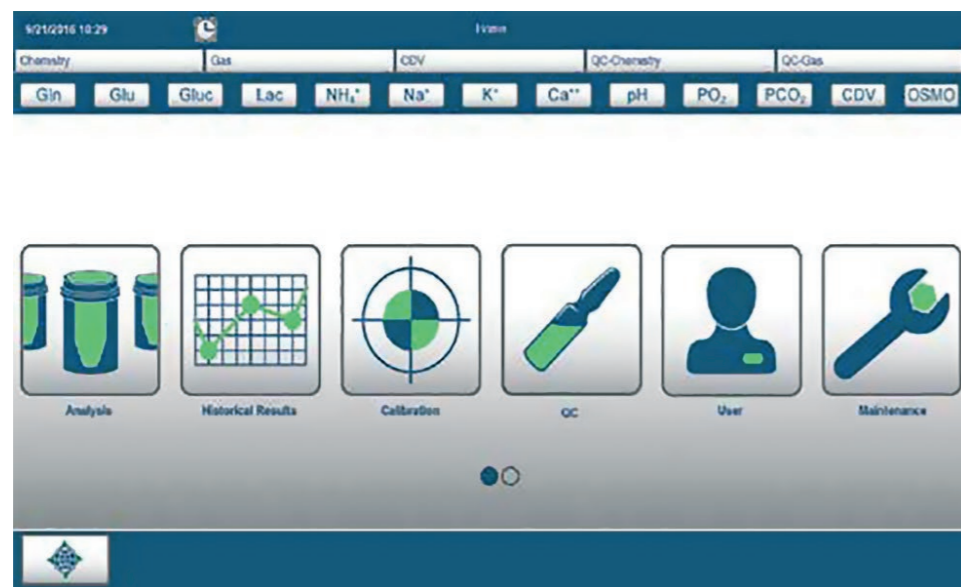 9/21/2016 10:29 Home
Chemistry Gas CDV QC-Chemistry QC-Gas
Gln Glu Gluc Lac NH₄⁺ Na⁺ K⁺ Ca⁺⁺ pH PO₂ PCO₂ CDV OSMO
Analysis Historical Results Calibration QC User Maintenance